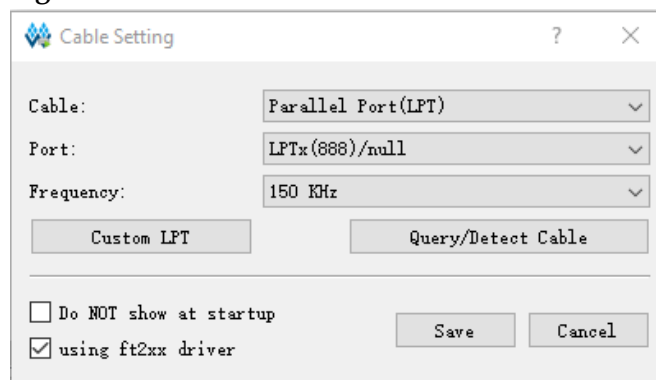 Cable Setting ?
Cable: Parallel Port(LPT)
Port: LPTx(888)/null
Frequency: 150 KHz
Custom LPT Query/Detect Cable
Do NOT show at startup
using ft2xx driver
Save Cancel